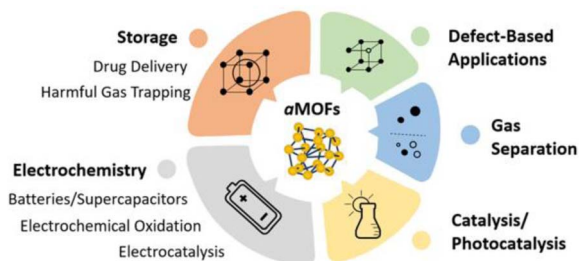 Storage
Drug Delivery
Harmful Gas Trapping
Defect-Based
Applications
aMOFs
Gas
Separation
Electrochemistry
Batteries/Supercapacitors
Electrochemical Oxidation
Electrocatalysis
+
-
Catalysis/
Photocatalysis